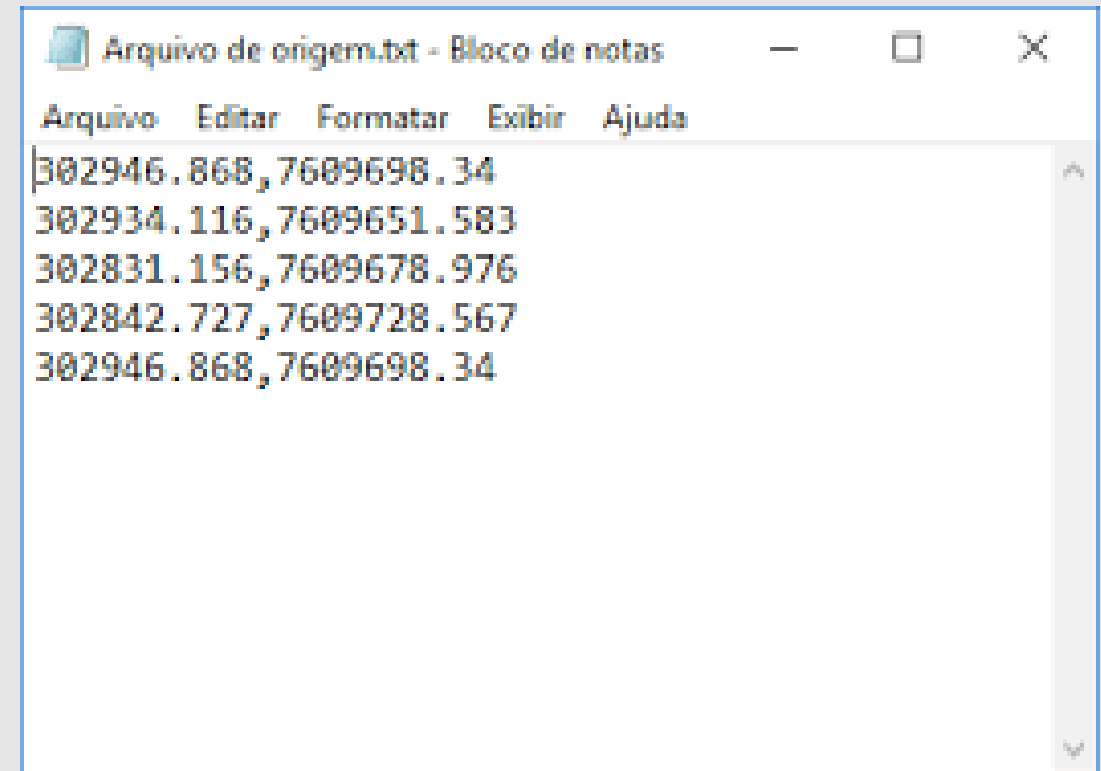 Arquivo de origem.txt - Bloco de notas
Arquivo Editar Formatar Exibir Ajuda
302946.868,7609698.34
302934.116,7609651.583
302831.156,7609678.976
302842.727,7609728.567
302946.868,7609698.34